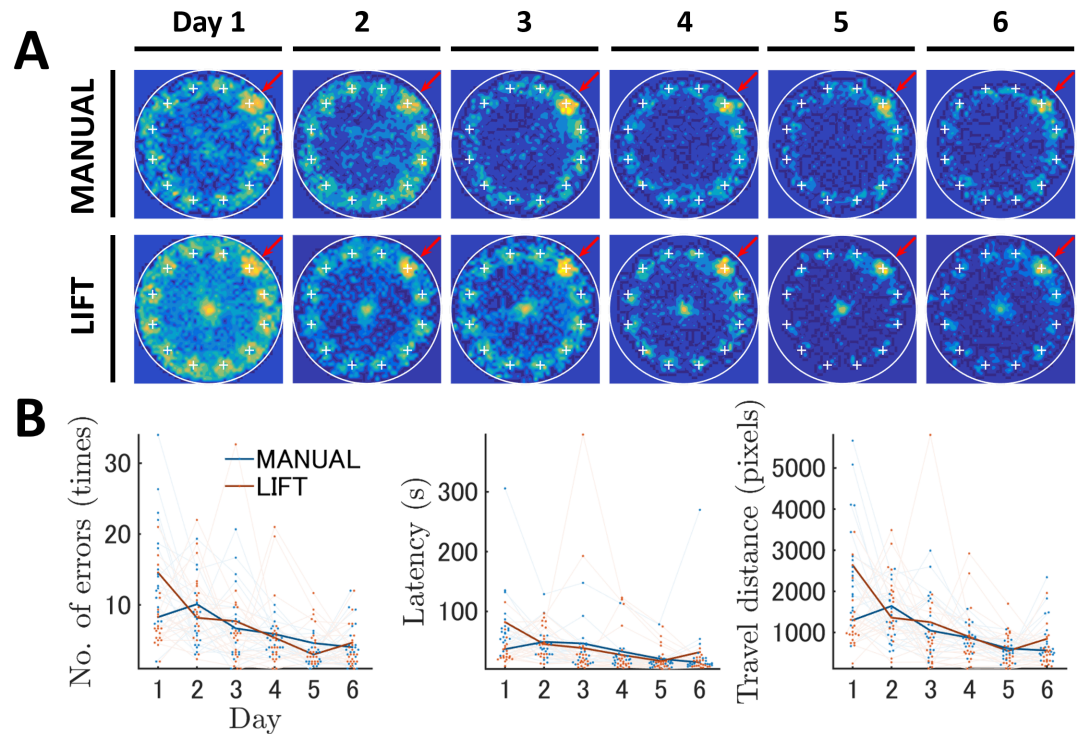 A
Day 1 2 3 4 5 6
MANUAL
LIFT
B
No. of errors (times)
30
20
10
MANUAL
LIFT
1 2 3 4 5 6
Day
Latency (s)
300
200
100
1 2 3 4 5 6
Travel distance (pixels)
5000
4000
3000
2000
1000
1 2 3 4 5 6